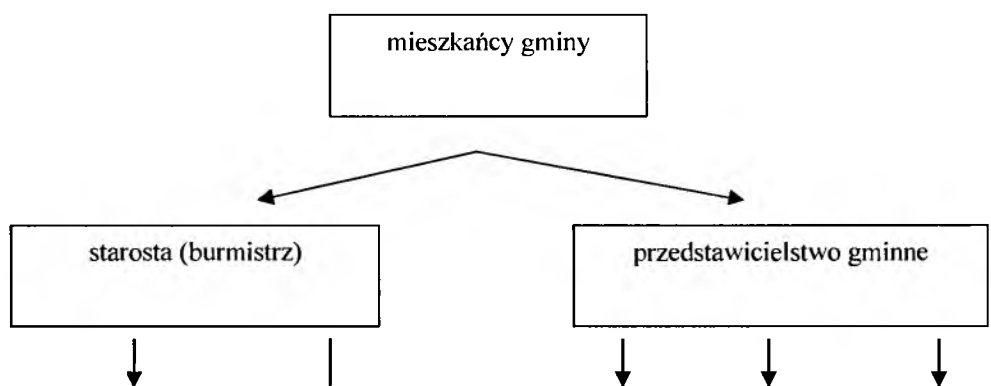 mieszkańcy gminy
starosta (burmistrz)
przedstawicielstwo gminne